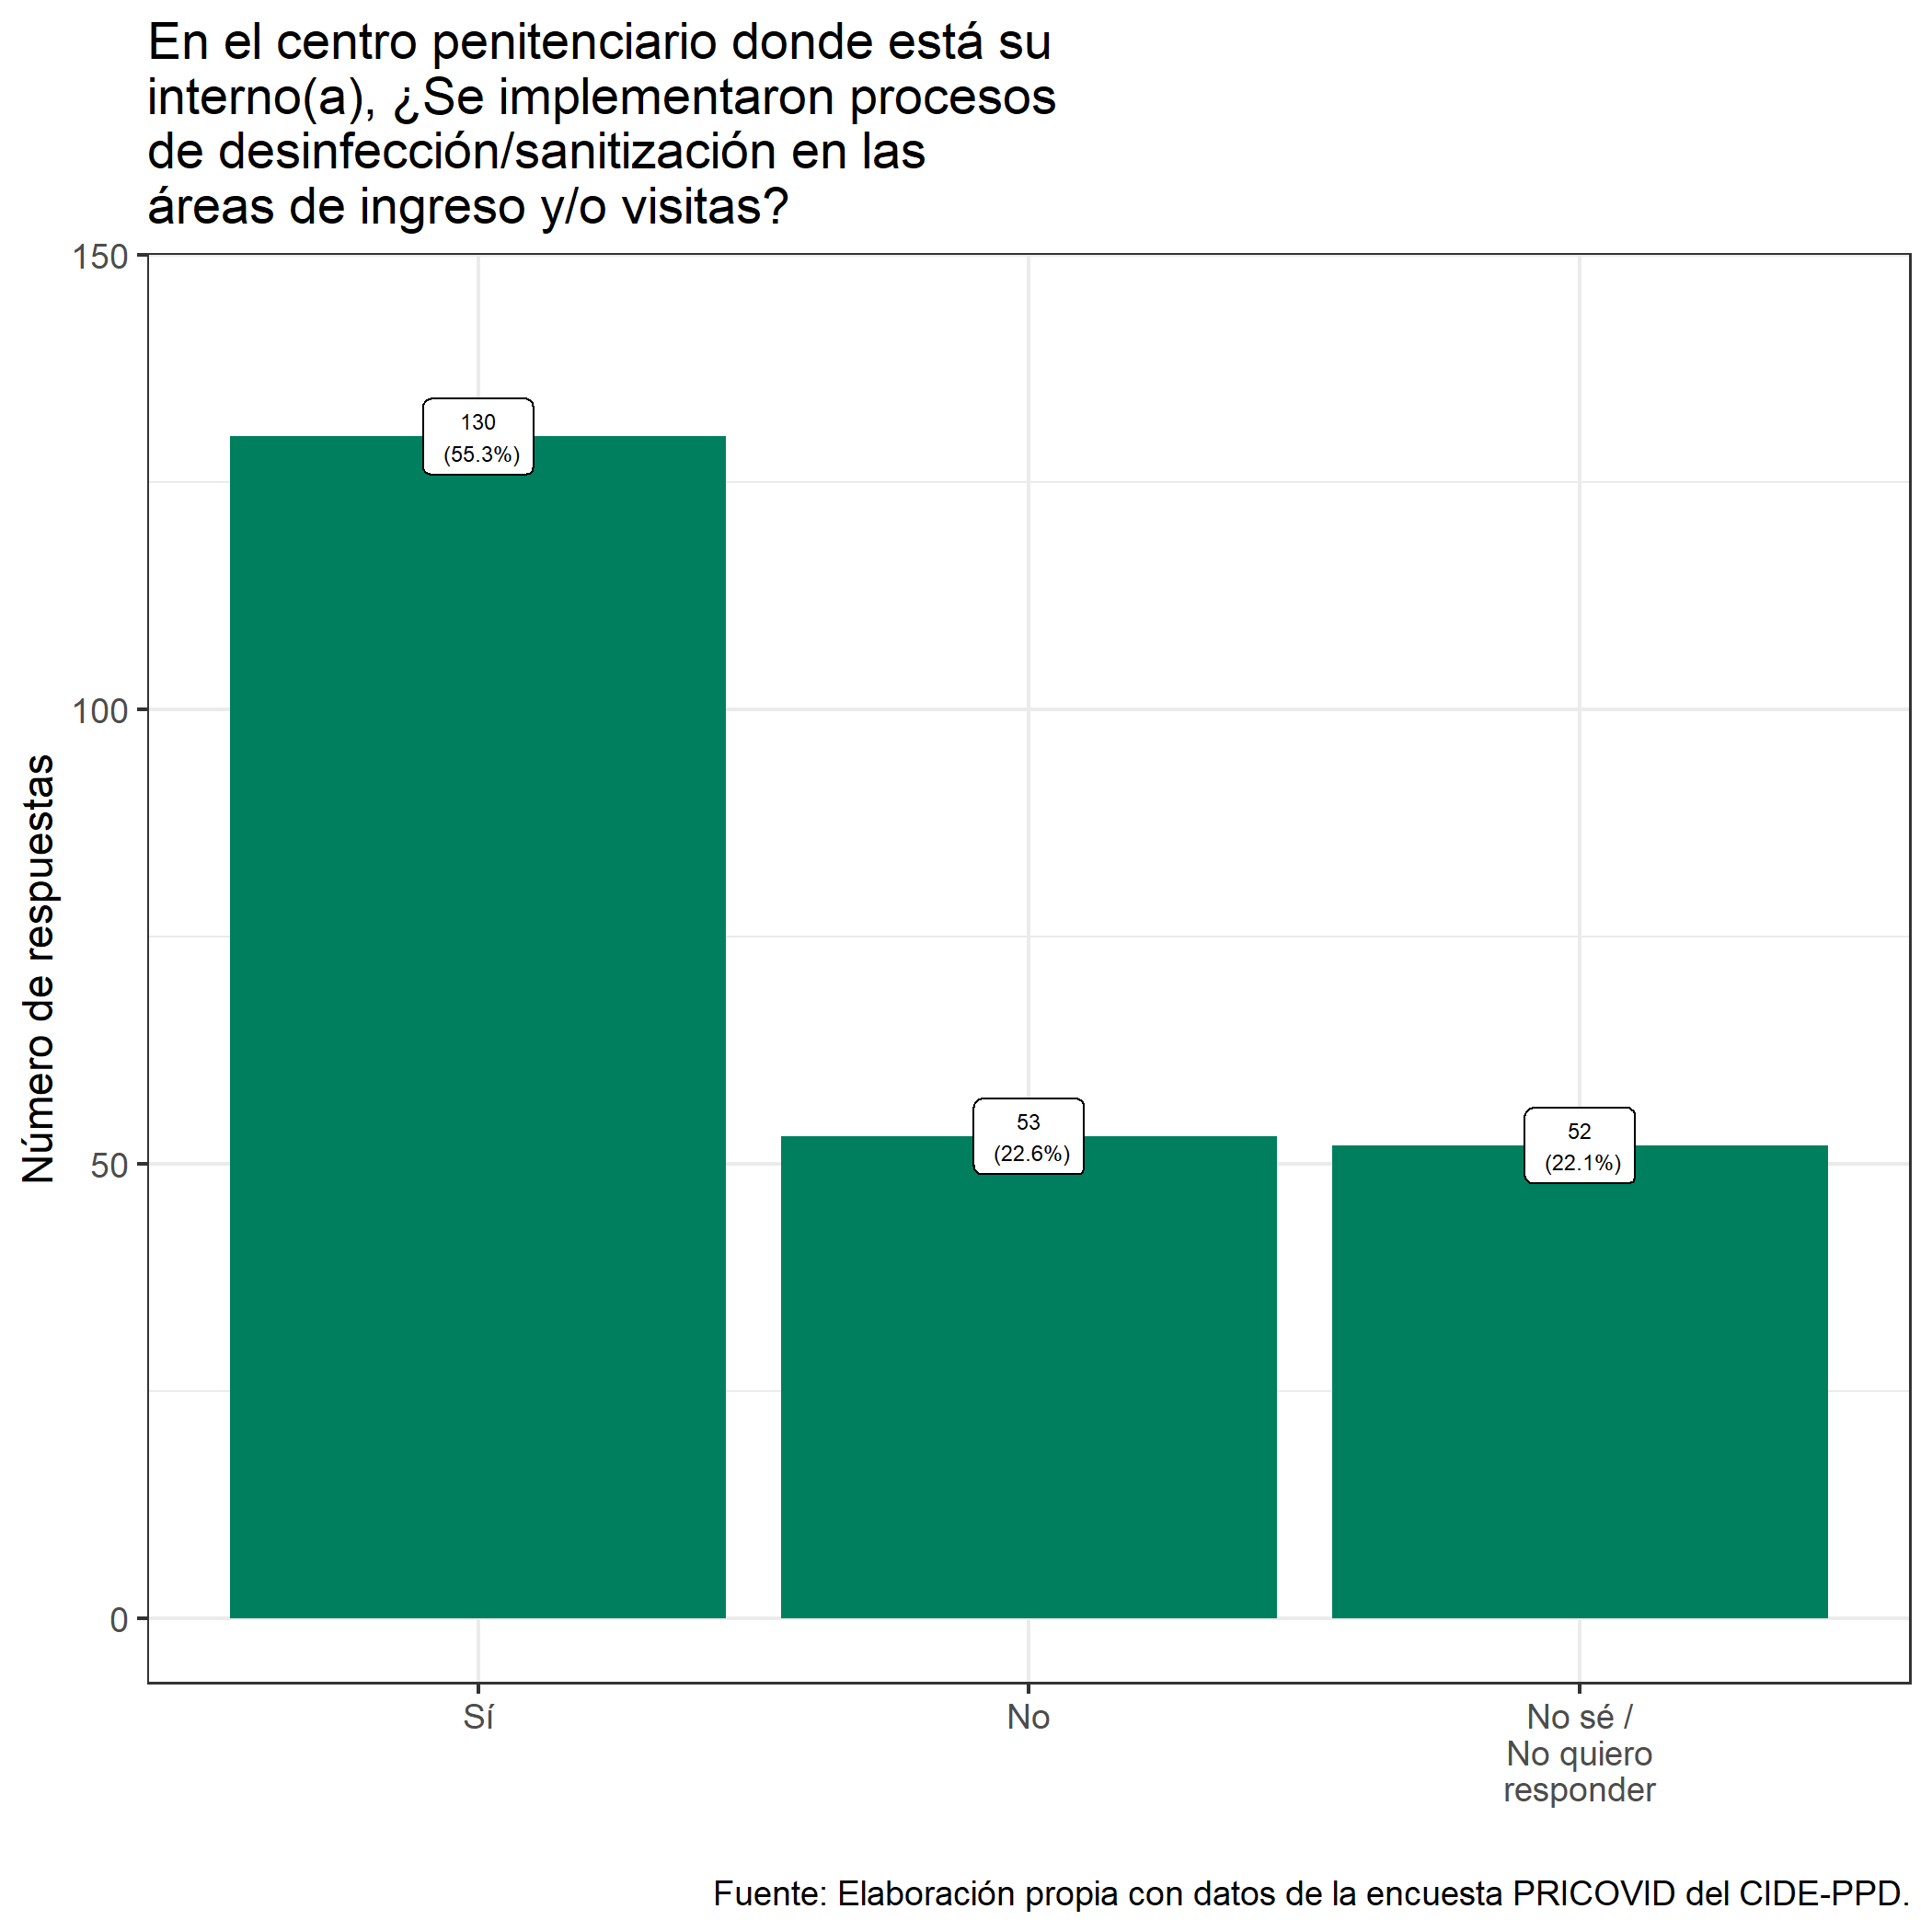 En el centro penitenciario donde está su
interno(a), ¿Se implementaron procesos
de desinfección/sanitización en las
áreas de ingreso y/o visitas?
Número de respuestas
150
100
50
0
130
(55.3%)
53
(22.6%)
52
(22.1%)
Sí
No
No sé /
No quiero
responder
Fuente: Elaboración propia con datos de la encuesta PRICOVID del CIDE-PPD.